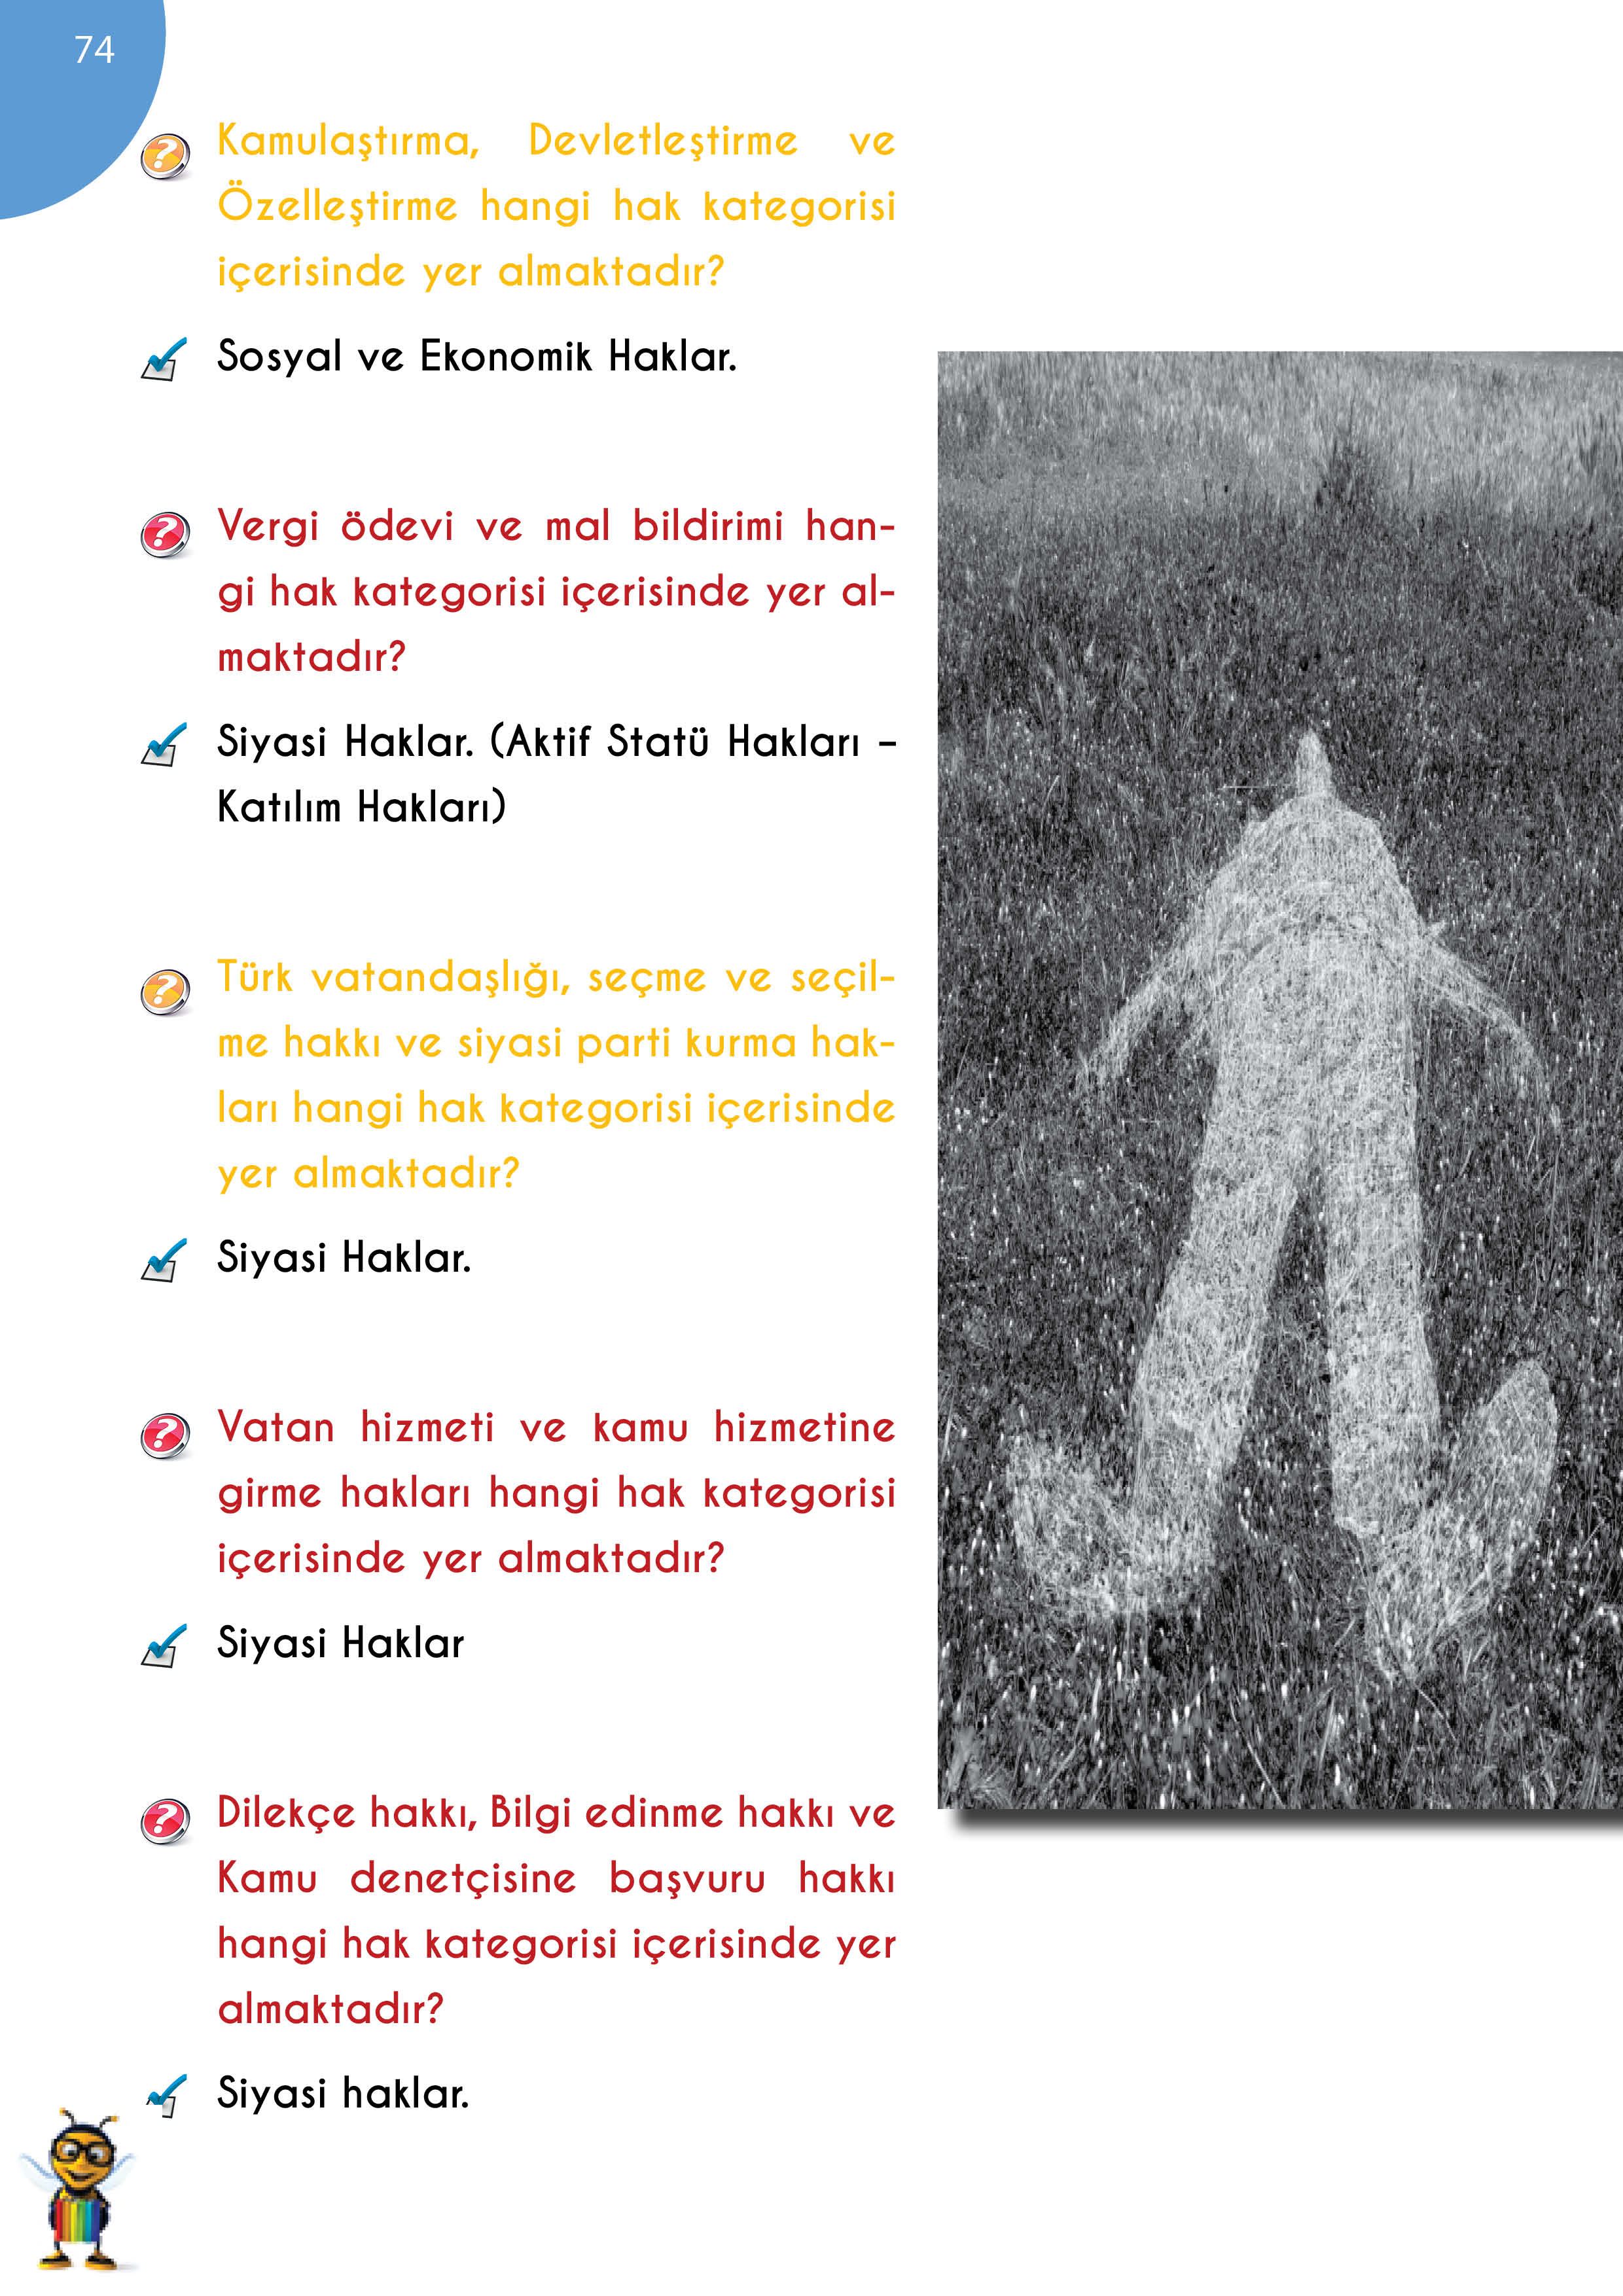 74
Kamulaştırma, Devletleştirme ve
Özelleştirme hangi hak kategorisi
içerisinde yer almaktadır?
Sosyal ve Ekonomik Haklar.
Vergi ödevi ve mal bildirimi han-
gi hak kategorisi içerisinde yer al-
maktadır?
Siyasi Haklar. (Aktif Statü Hakları –
Katılım Hakları)
Türk vatandaşlığı, seçme ve seçil-
me hakkı ve siyasi parti kurma hak-
ları hangi hak kategorisi içerisinde
yer almaktadır?
Siyasi Haklar.
Vatan hizmeti ve kamu hizmetine
girme hakları hangi hak kategorisi
içerisinde yer almaktadır?
Siyasi Haklar
Dilekçe hakkı, Bilgi edinme hakkı ve
Kamu denetçisine başvuru hakkı
hangi hak kategorisi içerisinde yer
almaktadır?
Siyasi haklar.